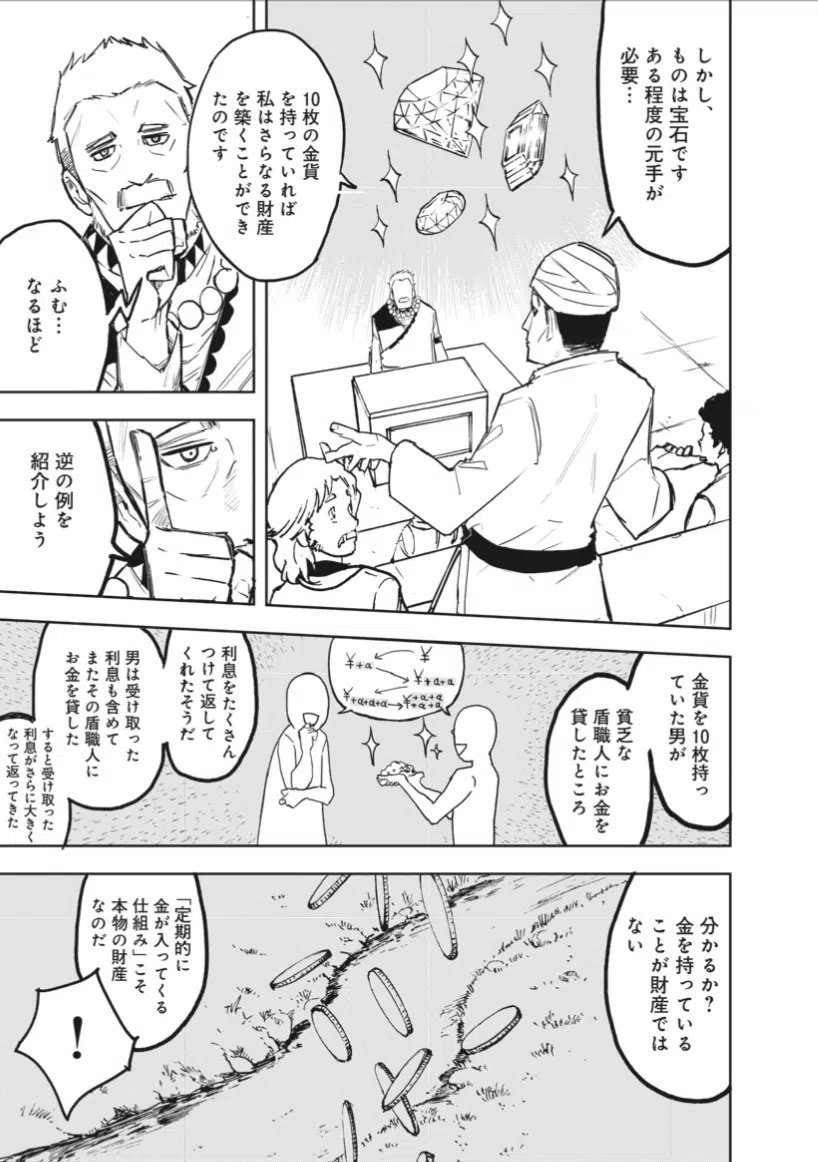 しかし、
ものは宝石です
ある程度の元手が
必要…
10枚の金貨
を持っていれば
私はさらなる財産
を築くことができ
たのです
ふむ…
なるほど
逆の例を
紹介しよう
金貨を10枚持っ
ていた男が
貧乏な
盾職人にお金を
貸したところ
¥
¥+α
¥+α+α
¥+α+α+α
¥+α+α
+α+α
利息をたくさん
つけて返して
くれたそうだ
男は受け取った
利息も含めて
またその盾職人に
お金を貸した
すると受け取った
利息がさらに大きく
なって返ってきた
分かるか?
金を持っている
ことが財産では
ない
「定期的に
金が入ってくる
仕組み」こそ
本物の財産
なのだ
!